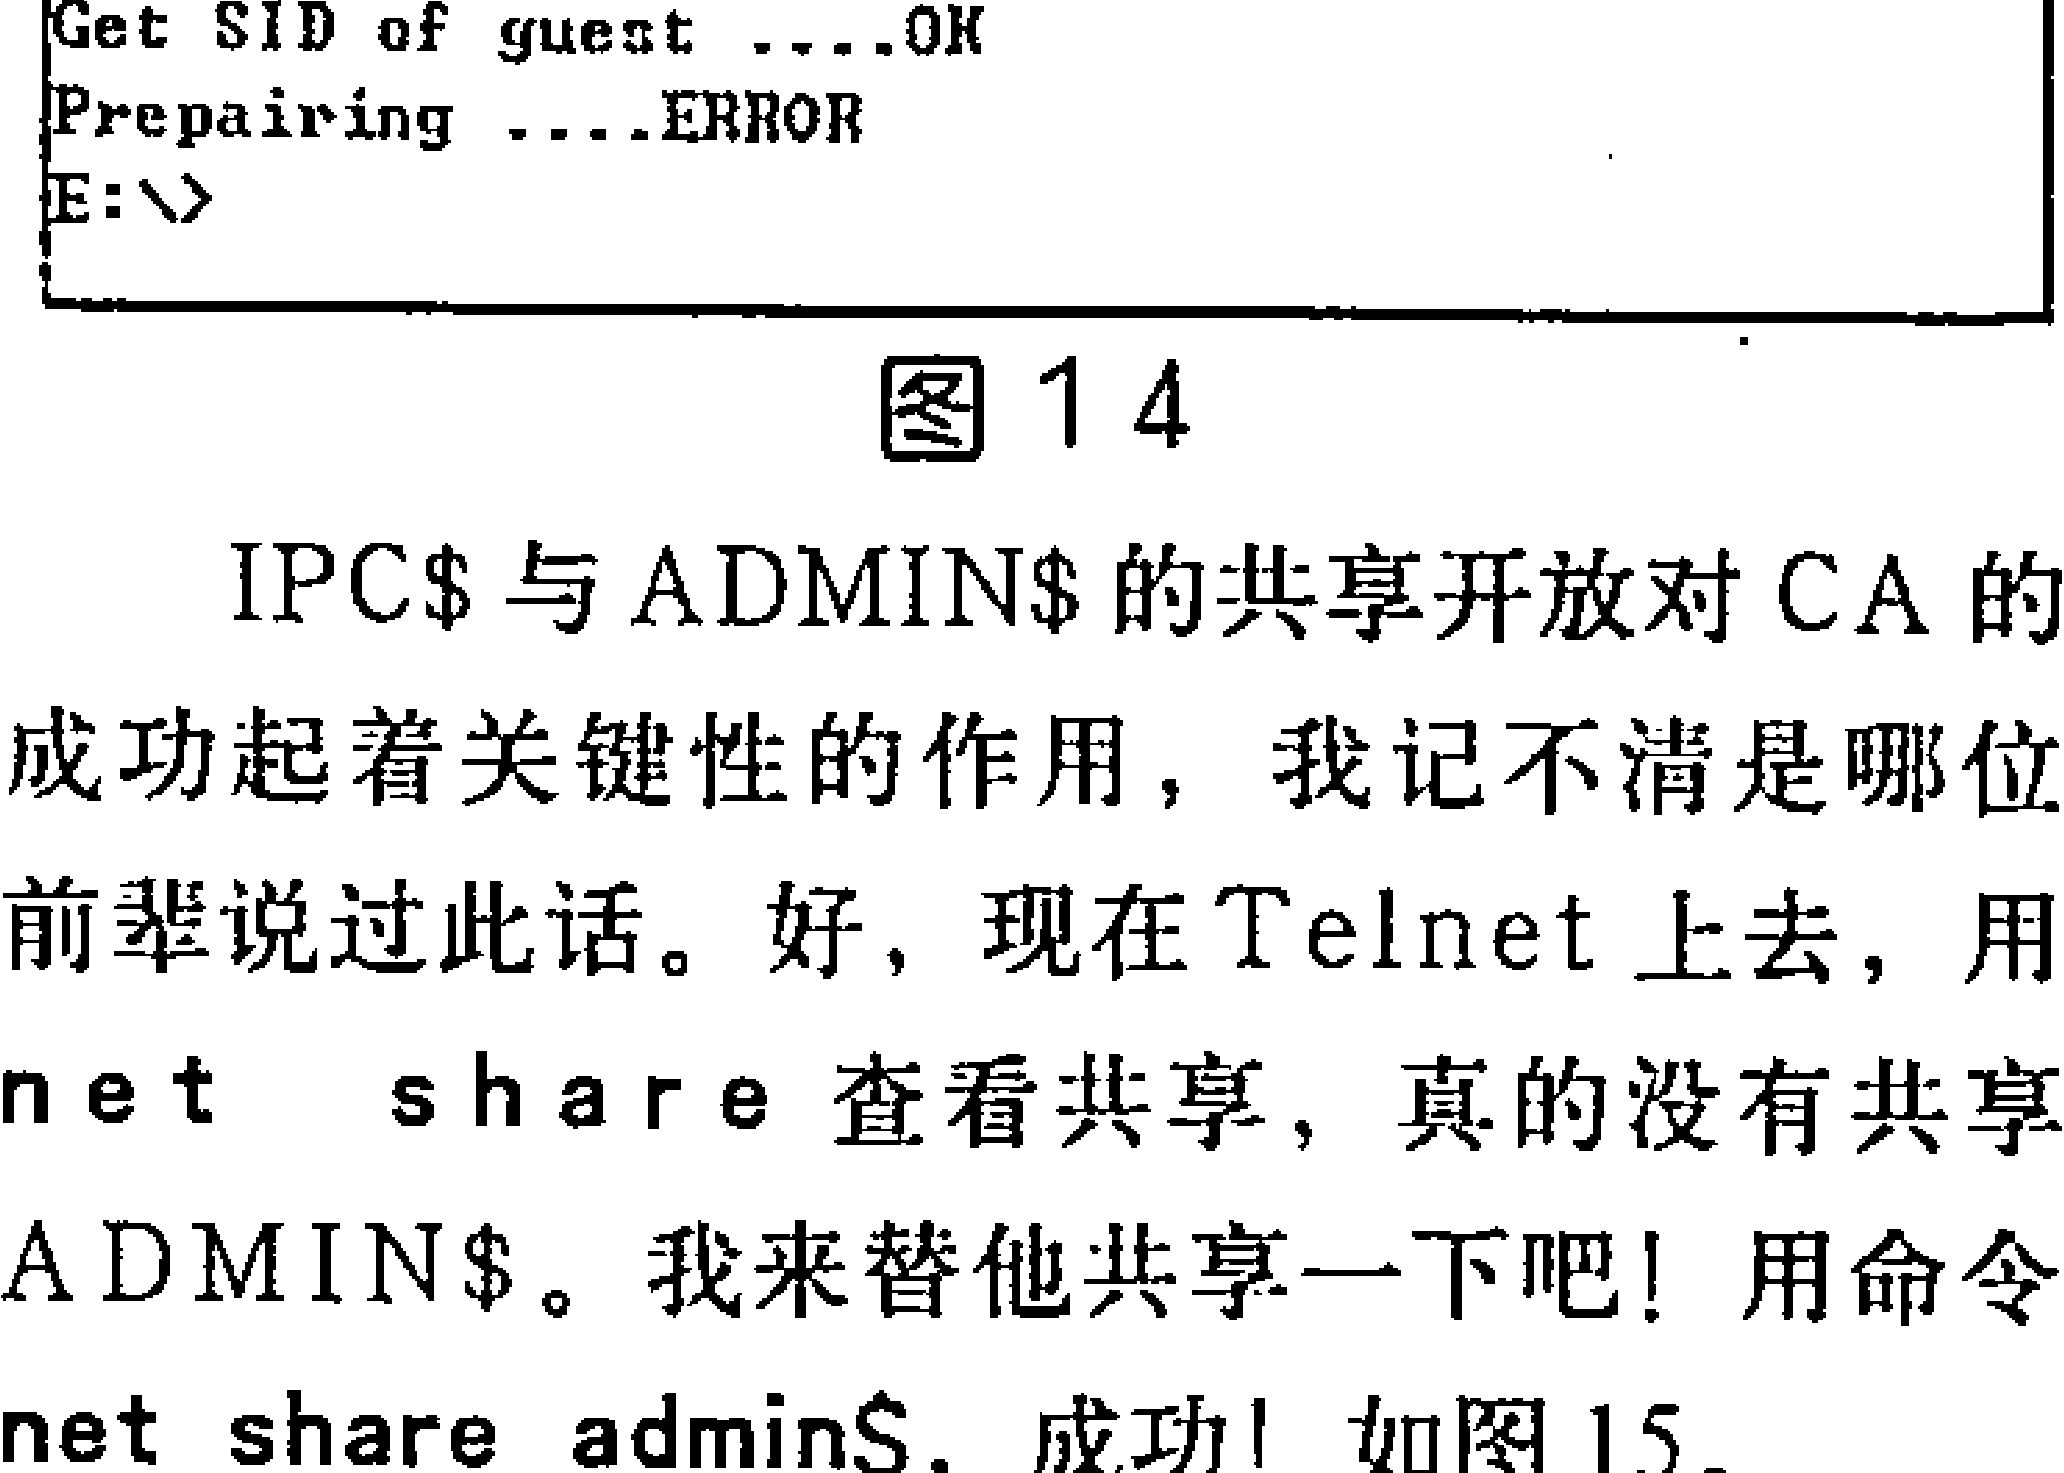 Get SID of guest ....OK
Prepairing ....ERROR
E:\>
图 14
IPC$ 与 ADMIN$ 的共享开放对 CA 的
成功起着关键性的作用，我记不清是哪位
前辈说过此话。好，现在 Telnet 上去，用
net share 查看共享，真的没有共享
ADMIN$。我来替他共享一下吧！用命令
net share admin$，成功！如图 15。